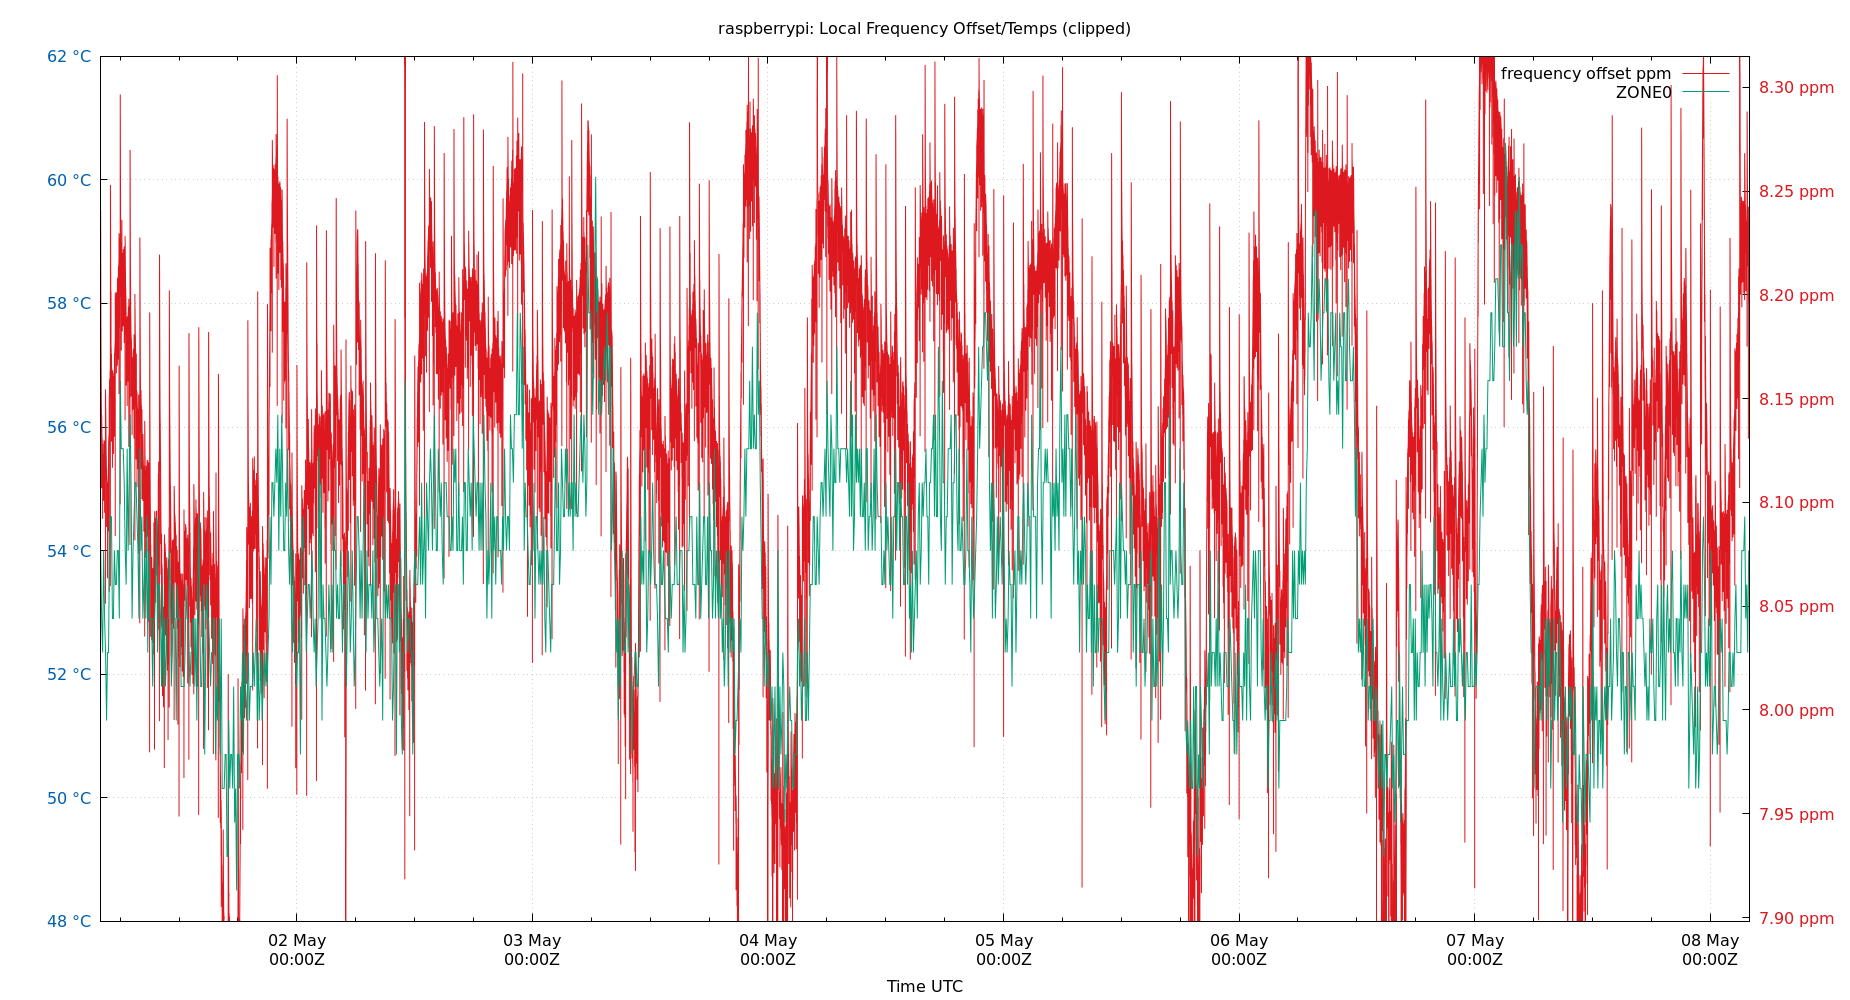 raspberrypi: Local Frequency Offset/Temps (clipped)
62 °C
60 °C
58 °C
56 °C
54 °C
52 °C
50 °C
48 °C
frequency offset ppm
ZONE0
8.30 ppm
8.25 ppm
8.20 ppm
8.15 ppm
8.10 ppm
8.05 ppm
8.00 ppm
7.95 ppm
7.90 ppm
02 May 03 May 04 May 05 May 06 May 07 May 08 May
00:00Z 00:00Z 00:00Z 00:00Z 00:00Z 00:00Z 00:00Z
Time UTC